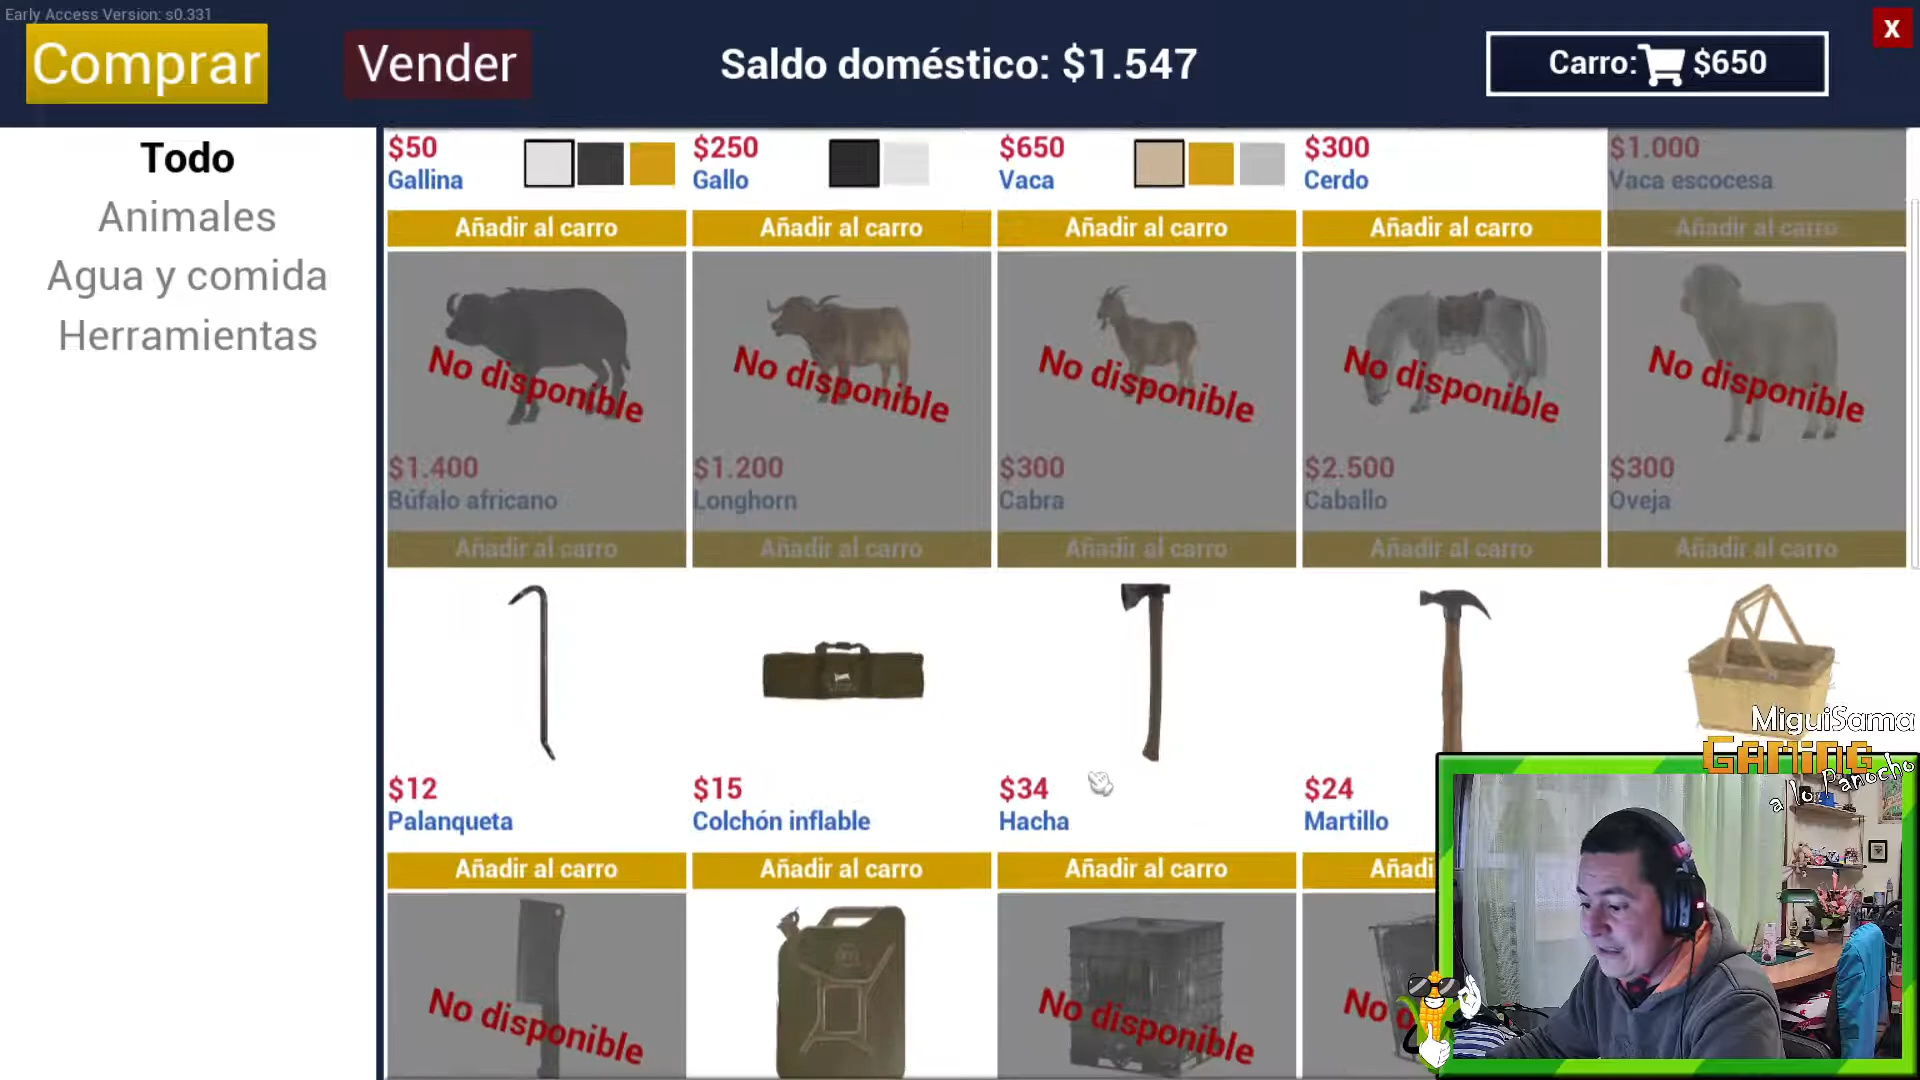 Early Access Version: s0.331
Comprar
Vender
Saldo doméstico: $1.547
Carro: $650
X
Todo
Animales
Agua y comida
Herramientas
$50
Gallina
$250
Gallo
$650
Vaca
$300
Cerdo
$1.000
Vaca escocesa
Añadir al carro
Añadir al carro
Añadir al carro
Añadir al carro
Añadir al carro
No disponible
No disponible
No disponible
No disponible
No disponible
$1.400
Búfalo africano
$1.200
Longhorn
$300
Cabra
$2.500
Caballo
$300
Oveja
Añadir al carro
Añadir al carro
Añadir al carro
Añadir al carro
Añadir al carro
$12
Palanqueta
$15
Colchón inflable
$34
Hacha
$24
Martillo
Añadir al carro
Añadir al carro
Añadir al carro
Añadi
MiguiSama
GAMING
a lo Panocho
No disponible
No disponible
No